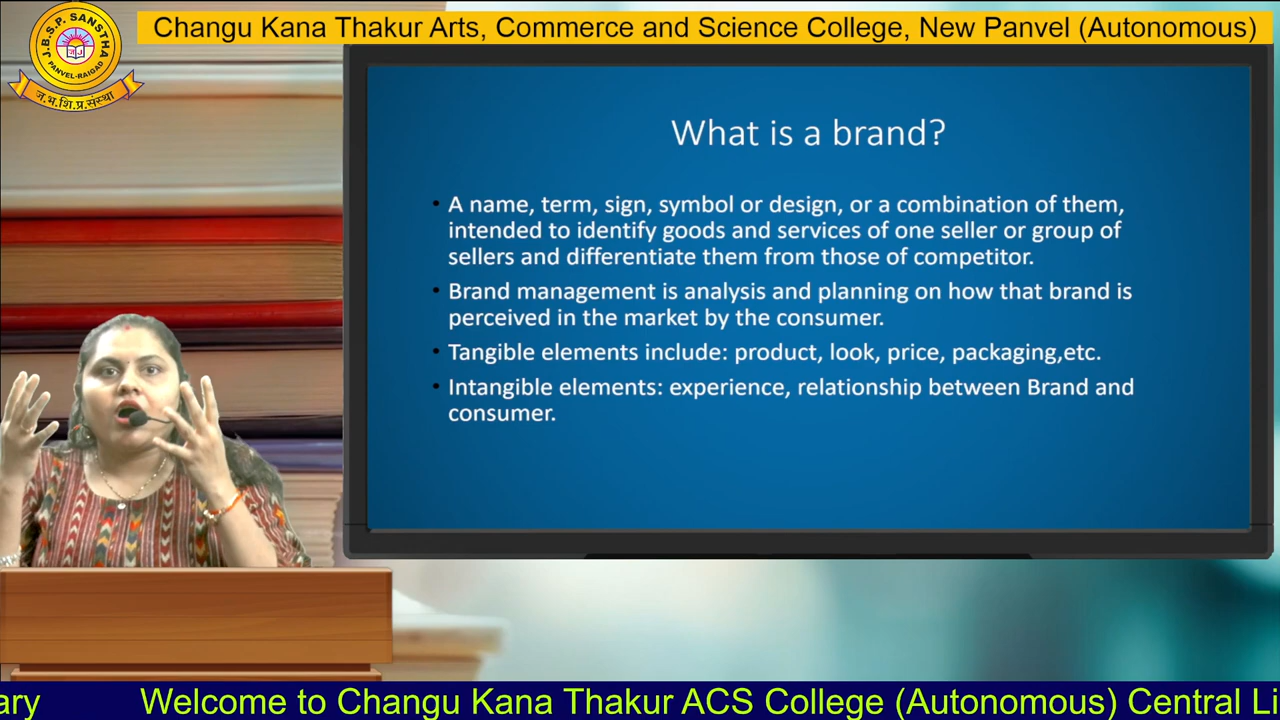 Changu Kana Thakur Arts, Commerce and Science College, New Panvel (Autonomous)
J.B.S.P. SANSTHA
PANVEL-RAIGAD
ज.भ.शि.प्र.संस्था
What is a brand?
• A name, term, sign, symbol or design, or a combination of them,
intended to identify goods and services of one seller or group of
sellers and differentiate them from those of competitor.
• Brand management is analysis and planning on how that brand is
perceived in the market by the consumer.
• Tangible elements include: product, look, price, packaging,etc.
• Intangible elements: experience, relationship between Brand and
consumer.
ary Welcome to Changu Kana Thakur ACS College (Autonomous) Central Li